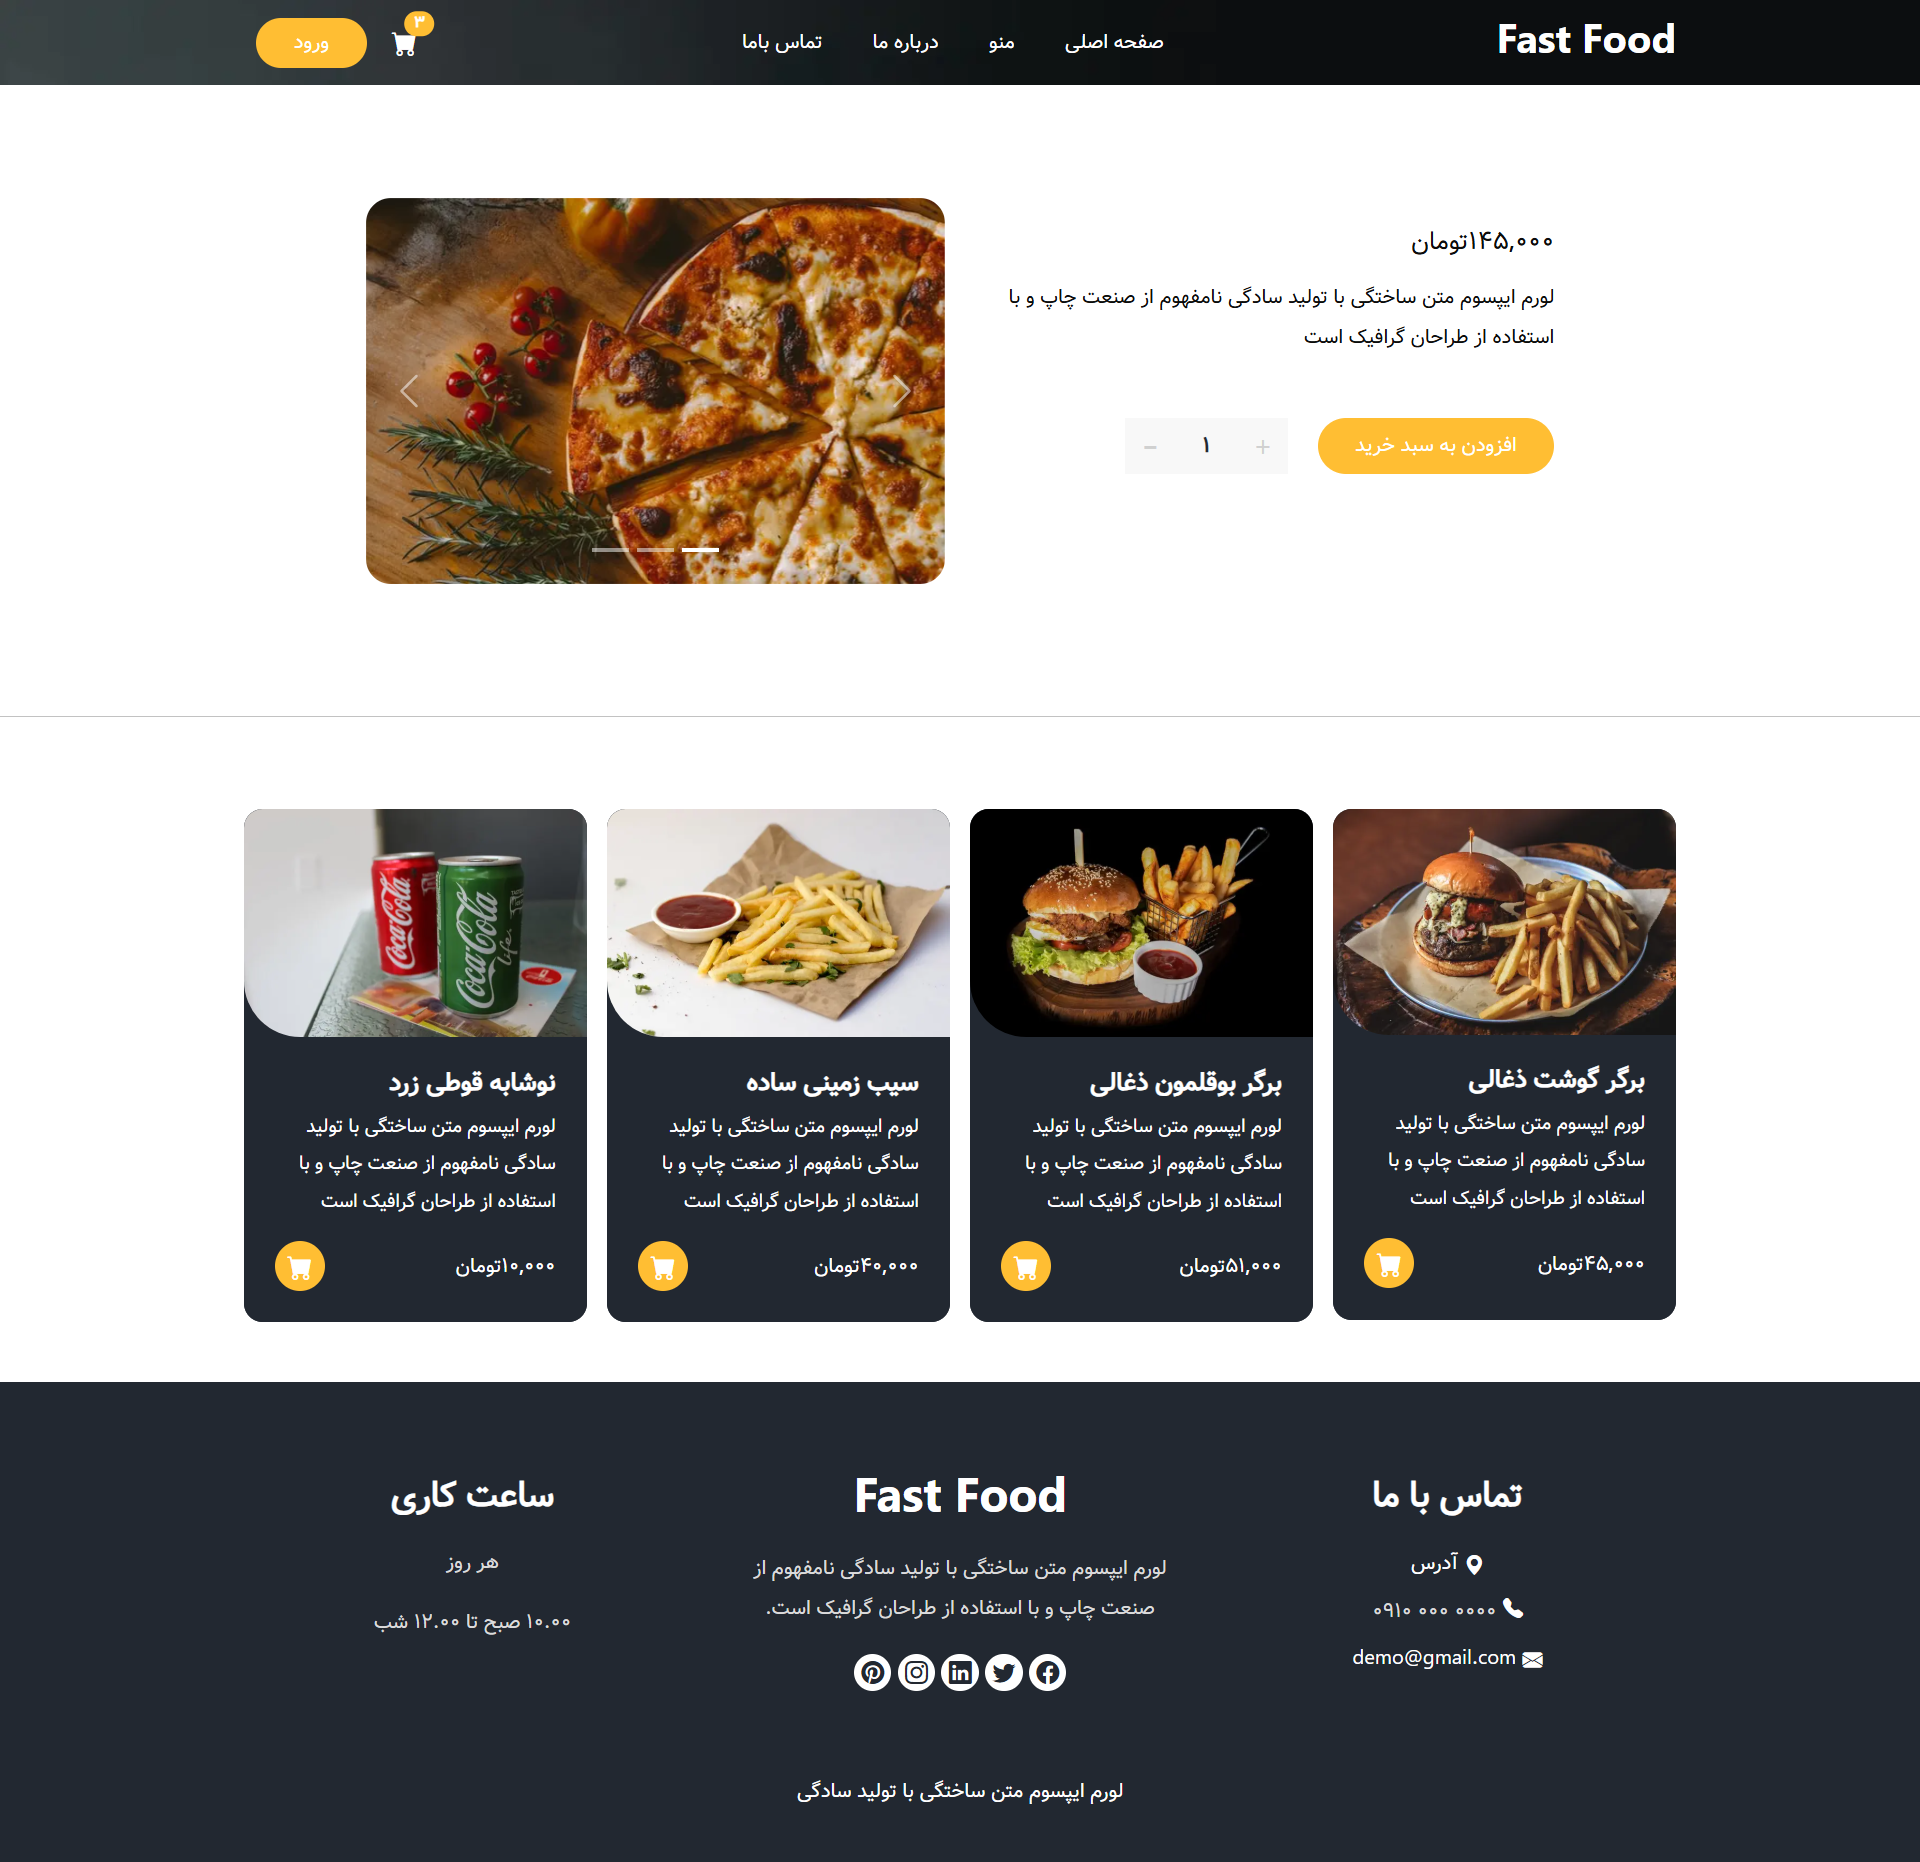 Fast Food
صفحه اصلی
منو
درباره ما
تماس باما
۳
ورود
۱۴۵,۰۰۰تومان
لورم ایپسوم متن ساختگی با تولید سادگی نامفهوم از صنعت چاپ و با
استفاده از طراحان گرافیک است
افزودن به سبد خرید
+
۱
-
برگر گوشت ذغالی
لورم ایپسوم متن ساختگی با تولید
سادگی نامفهوم از صنعت چاپ و با
استفاده از طراحان گرافیک است
۴۵,۰۰۰تومان
برگر بوقلمون ذغالی
لورم ایپسوم متن ساختگی با تولید
سادگی نامفهوم از صنعت چاپ و با
استفاده از طراحان گرافیک است
۵۱,۰۰۰تومان
سیب زمینی ساده
لورم ایپسوم متن ساختگی با تولید
سادگی نامفهوم از صنعت چاپ و با
استفاده از طراحان گرافیک است
۴۰,۰۰۰تومان
Coca-Cola
Coca-Cola
life
نوشابه قوطی زرد
لورم ایپسوم متن ساختگی با تولید
سادگی نامفهوم از صنعت چاپ و با
استفاده از طراحان گرافیک است
۱۰,۰۰۰تومان
تماس با ما
آدرس
۰۹۱۰ ۰۰۰ ۰۰۰۰
demo@gmail.com
Fast Food
لورم ایپسوم متن ساختگی با تولید سادگی نامفهوم از
صنعت چاپ و با استفاده از طراحان گرافیک است.
ساعت کاری
هر روز
۱۰.۰۰ صبح تا ۱۲.۰۰ شب
لورم ایپسوم متن ساختگی با تولید سادگی